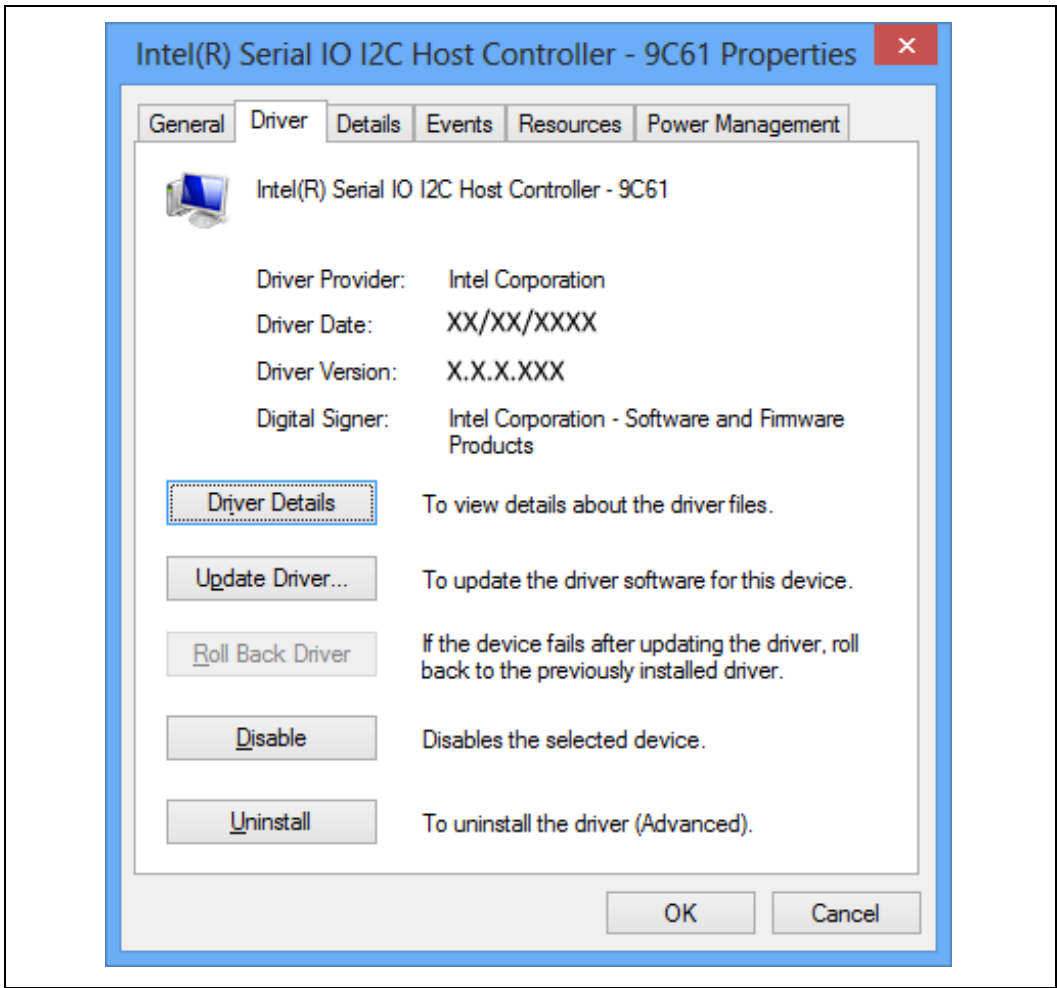 Intel(R) Serial IO I2C Host Controller - 9C61 Properties
General Driver Details Events Resources Power Management
Intel(R) Serial IO I2C Host Controller - 9C61
Driver Provider: Intel Corporation
Driver Date: XX/XX/XXXX
Driver Version: X.X.X.XXX
Digital Signer: Intel Corporation - Software and Firmware
Products
Driver Details To view details about the driver files.
Update Driver... To update the driver software for this device.
Roll Back Driver If the device fails after updating the driver, roll
back to the previously installed driver.
Disable Disables the selected device.
Uninstall To uninstall the driver (Advanced).
OK Cancel